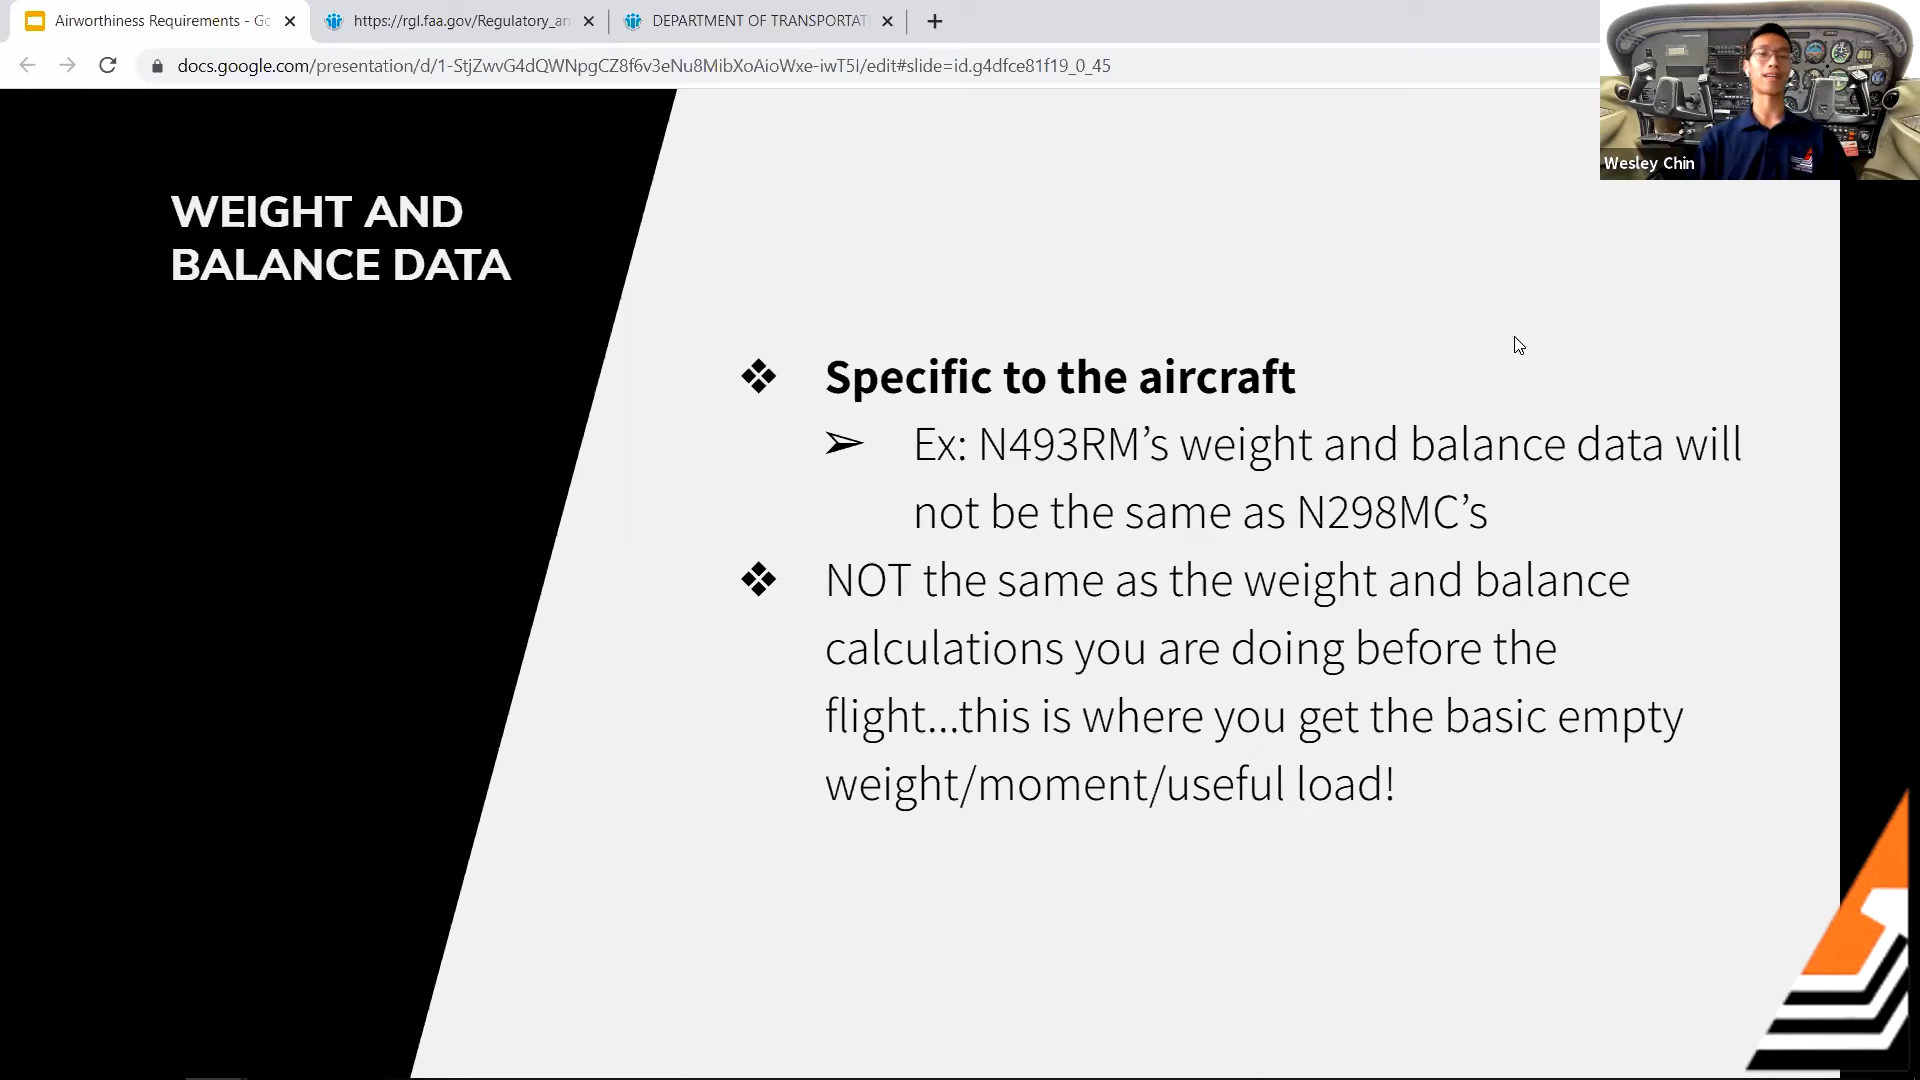 Airworthiness Requirements - Go
https://rgl.faa.gov/Regulatory_an
DEPARTMENT OF TRANSPORTAT
docs.google.com/presentation/d/1-StjZwvG4dQWNpgCZ8f6v3eNu8MibXoAioWxe-iwT5I/edit#slide=id.g4dfce81f19_0_45
Wesley Chin
WEIGHT AND
BALANCE DATA
❖ Specific to the aircraft
➢ Ex: N493RM’s weight and balance data will
not be the same as N298MC’s
❖ NOT the same as the weight and balance
calculations you are doing before the
flight...this is where you get the basic empty
weight/moment/useful load!